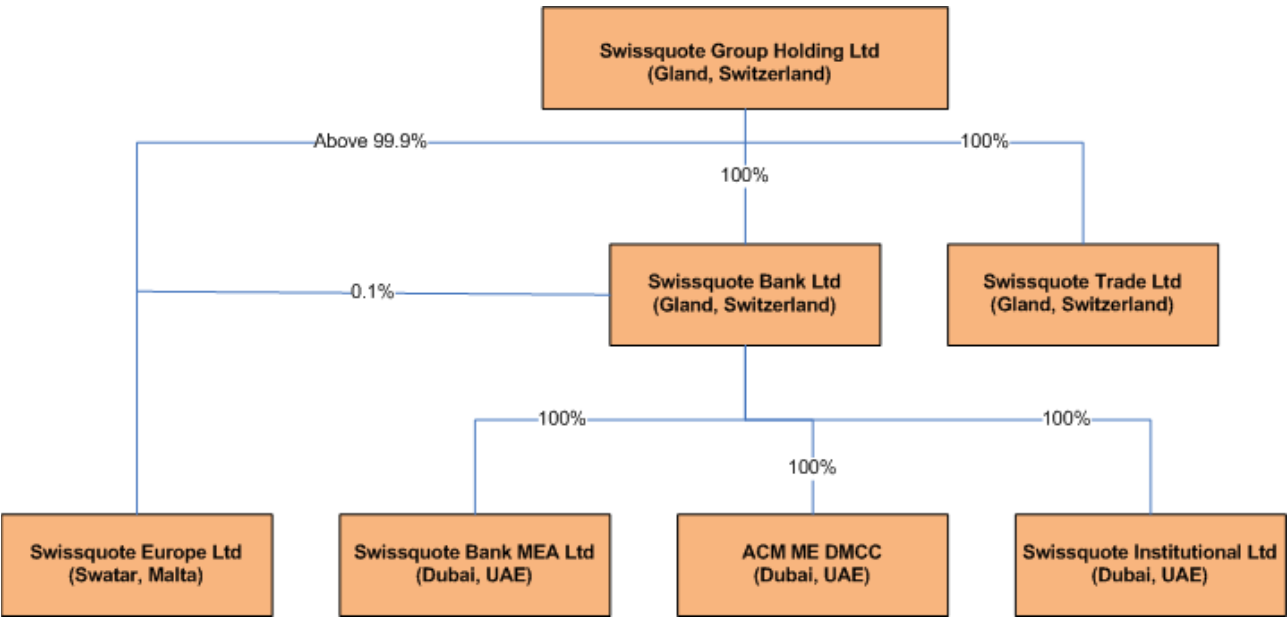 Swissquote Group Holding Ltd
(Gland, Switzerland)
Above 99.9%
100%
100%
Swissquote Bank Ltd
(Gland, Switzerland)
Swissquote Trade Ltd
(Gland, Switzerland)
0.1%
100%
100%
100%
Swissquote Europe Ltd
(Swatar, Malta)
Swissquote Bank MEA Ltd
(Dubai, UAE)
ACM ME DMCC
(Dubai, UAE)
Swissquote Institutional Ltd
(Dubai, UAE)